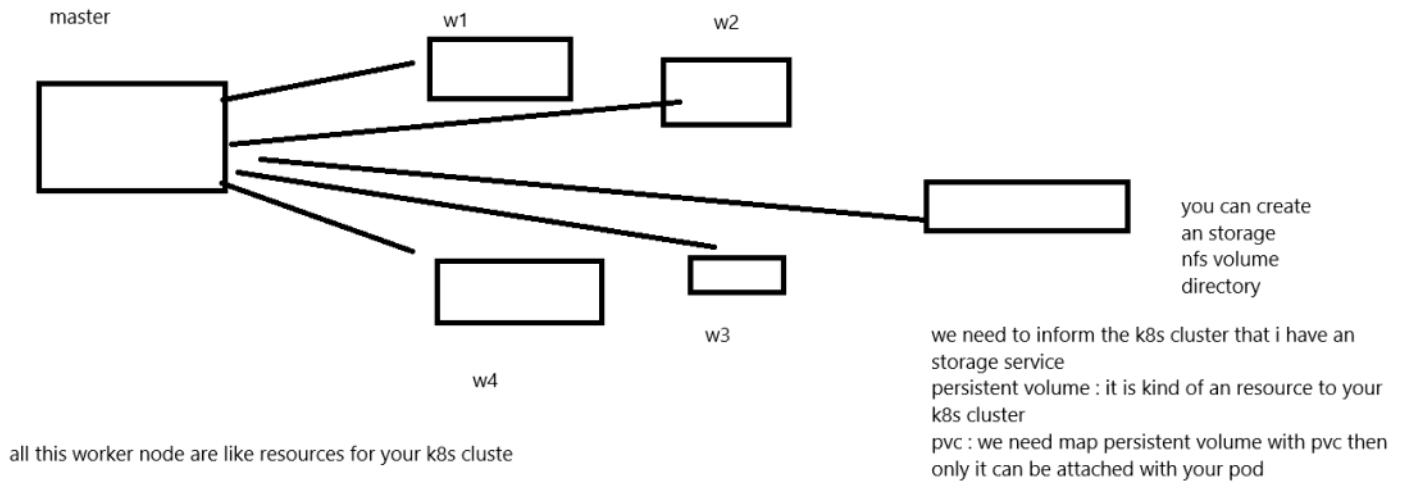 master
w1
w2
you can create
an storage
nfs volume
directory
w3
w4
we need to inform the k8s cluster that i have an
storage service
persistent volume : it is kind of an resource to your
k8s cluster
pvc : we need map persistent volume with pvc then
only it can be attached with your pod
all this worker node are like resources for your k8s cluste